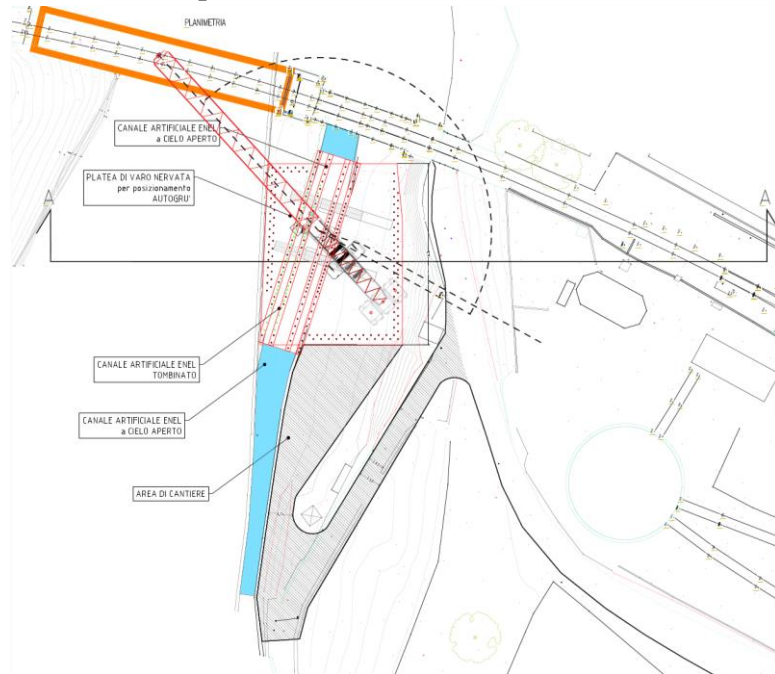 PLANIMETRIA
CANALE ARTIFICIALE ENEL
a CIELO APERTO
PLATEA DI VARO NERVATA
per posizionamento
AUTOGRU'
A
A
CANALE ARTIFICIALE ENEL
TOMBINATO
CANALE ARTIFICIALE ENEL
a CIELO APERTO
AREA DI CANTIERE